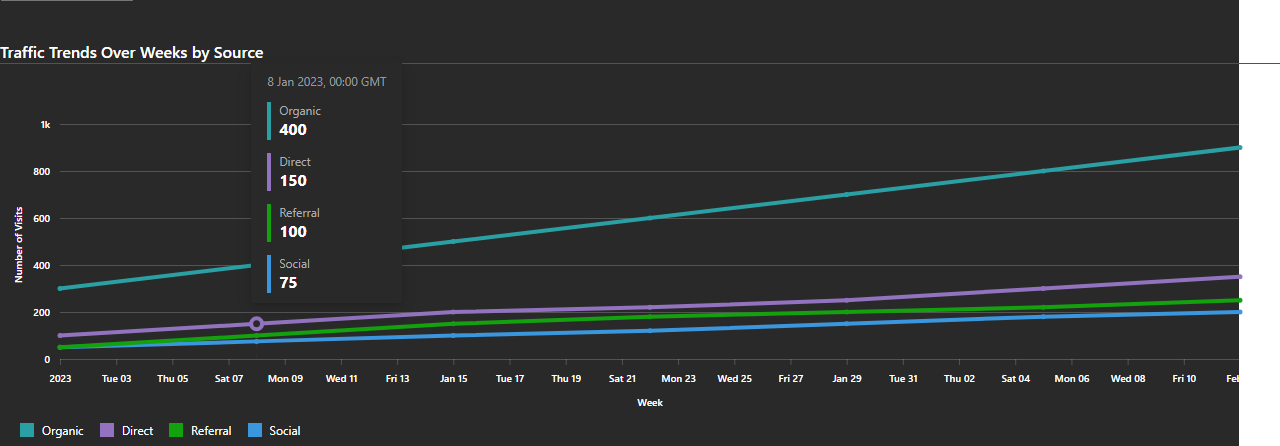 Traffic Trends Over Weeks by Source
8 Jan 2023, 00:00 GMT
Organic
400
Direct
150
Referral
100
Social
75
Number of Visits
1k
800
600
400
200
0
2023 Tue 03 Thu 05 Sat 07 Mon 09 Wed 11 Fri 13 Jan 15 Tue 17 Thu 19 Sat 21 Mon 23 Wed 25 Fri 27 Jan 29 Tue 31 Thu 02 Sat 04 Mon 06 Wed 08 Fri 10
Week
Organic Direct Referral Social